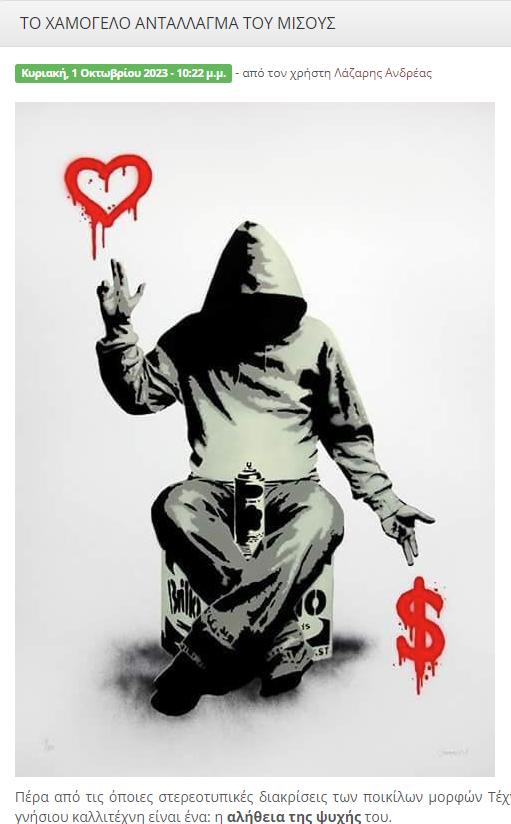 ΤΟ ΧΑΜΟΓΕΛΟ ΑΝΤΑΛΛΑΓΜΑ ΤΟΥ ΜΙΣΟΥΣ
Κυριακή, 1 Οκτωβρίου 2023 - 10:22 μ.μ. - από τον χρήστη Λάζαρης Ανδρέας
$
Πέρα από τις όποιες στερεοτυπικές διακρίσεις των ποικίλων μορφών
γνήσιου καλλιτέχνη είναι ένα: η αλήθεια της ψυχής του.